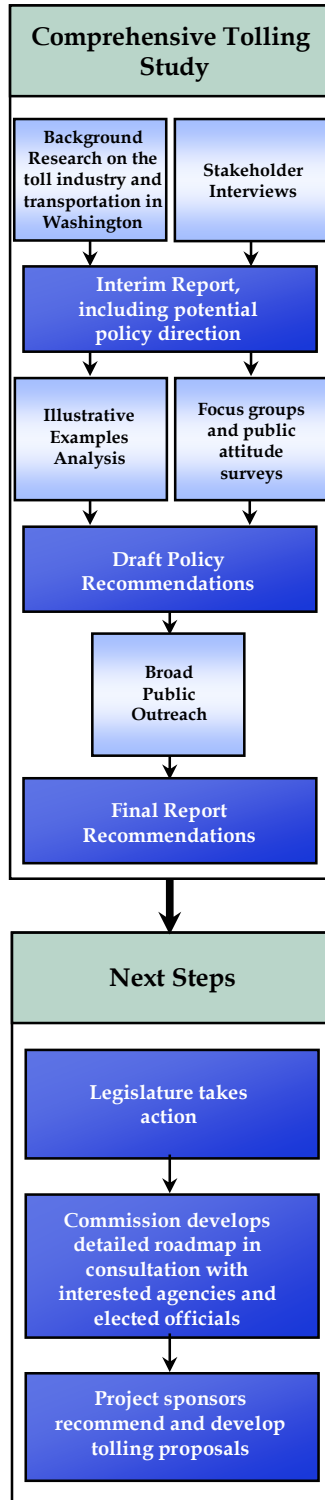 Comprehensive Tolling
Study
Background
Research on the
toll industry and
transportation in
Washington
Stakeholder
Interviews
Interim Report,
including potential
policy direction
Illustrative
Examples
Analysis
Focus groups
and public
attitude
surveys
Draft Policy
Recommendations
Broad
Public
Outreach
Final Report
Recommendations
Next Steps
Legislature takes
action
Commission develops
detailed roadmap in
consultation with
interested agencies and
elected officials
Project sponsors
recommend and develop
tolling proposals